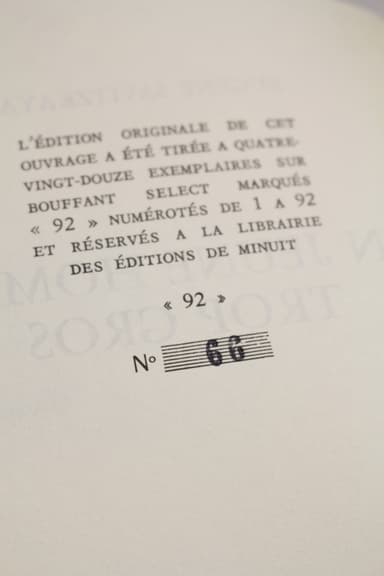 L'ÉDITION ORIGINALE DE CET
OUVRAGE A ÉTÉ TIRÉE A QUATRE-
VINGT-DOUZE EXEMPLAIRES SUR
BOUFFANT SELECT MARQUÉS
« 92 » NUMÉROTÉS DE 1 A 92
ET RÉSERVÉS A LA LIBRAIRIE
DES ÉDITIONS DE MINUIT
« 92 »
No 66